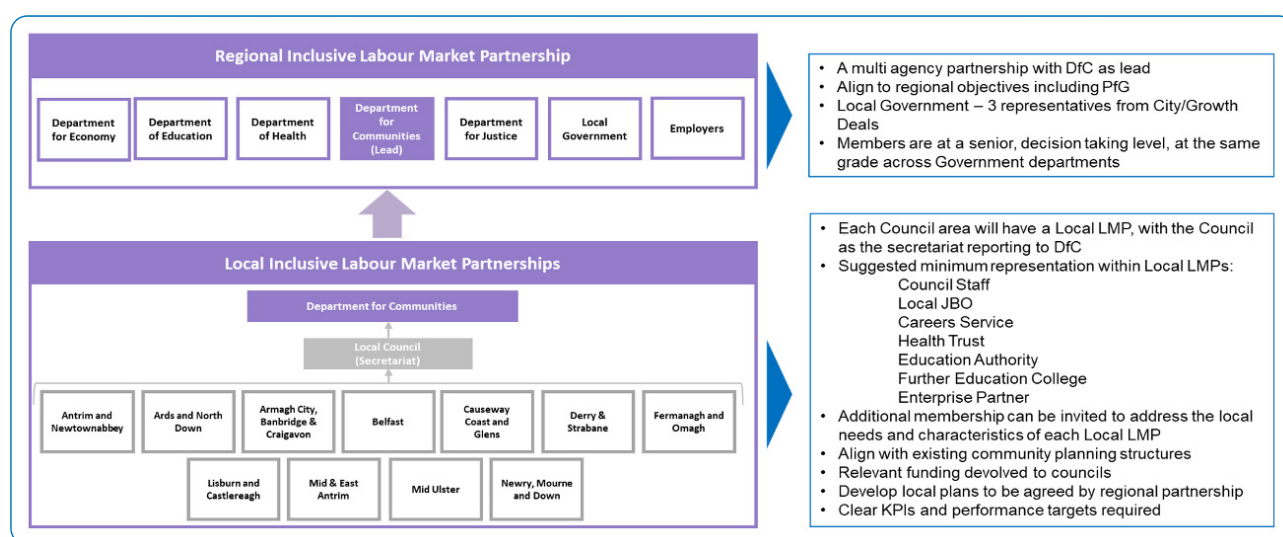 Regional Inclusive Labour Market Partnership
Department
for Economy
Department
of Education
Department
of Health
Department
for
Communities
(Lead)
Department
for Justice
Local
Government
Employers
• A multi agency partnership with DfC as lead
• Align to regional objectives including PfG
• Local Government – 3 representatives from City/Growth
Deals
• Members are at a senior, decision taking level, at the same
grade across Government departments
Local Inclusive Labour Market Partnerships
Department for Communities
Local Council
(Secretariat)
Antrim and
Newtownabbey
Ards and North
Down
Armagh City,
Banbridge &
Craigavon
Belfast
Causeway
Coast and
Glens
Derry &
Strabane
Fermanagh and
Omagh
Lisburn and
Castlereagh
Mid & East
Antrim
Mid Ulster
Newry, Mourne
and Down
• Each Council area will have a Local LMP, with the Council
as the secretariat reporting to DfC
• Suggested minimum representation within Local LMPs:
Council Staff
Local JBO
Careers Service
Health Trust
Education Authority
Further Education College
Enterprise Partner
• Additional membership can be invited to address the local
needs and characteristics of each Local LMP
• Align with existing community planning structures
• Relevant funding devolved to councils
• Develop local plans to be agreed by regional partnership
• Clear KPIs and performance targets required